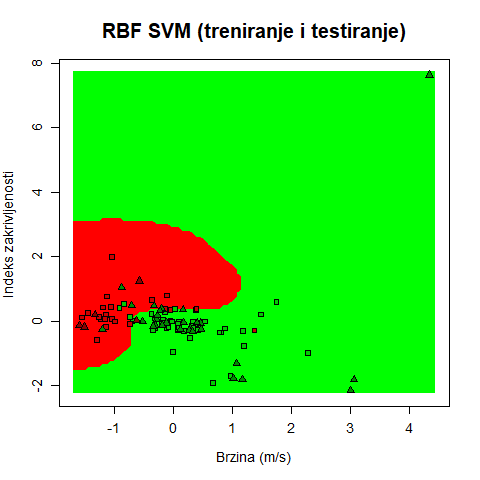 RBF SVM (treniranje i testiranje)
Indeks zakrivljenosti
8
6
4
2
0
-2
-1 0 1 2 3 4
Brzina (m/s)